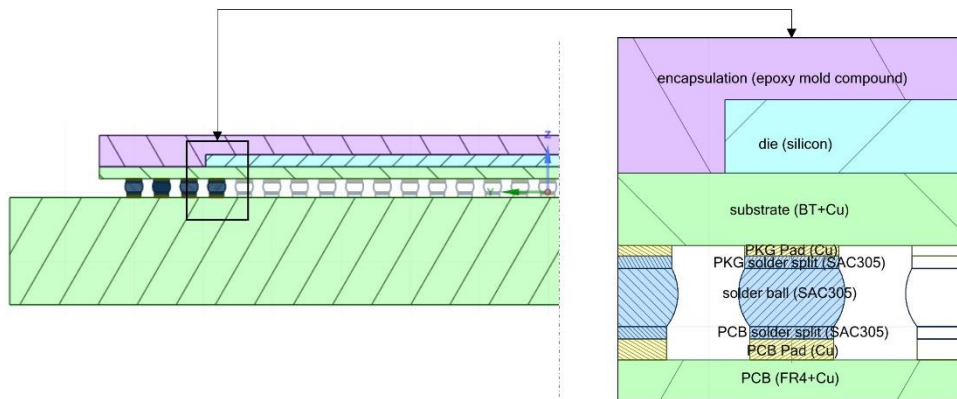 encapsulation (epoxy mold compound)
die (silicon)
substrate (BT+Cu)
PKG Pad (Cu)
PKG solder split (SAC305)
solder ball (SAC305)
PCB solder split (SAC305)
PCB Pad (Cu)
PCB (FR4+Cu)
Z
Y